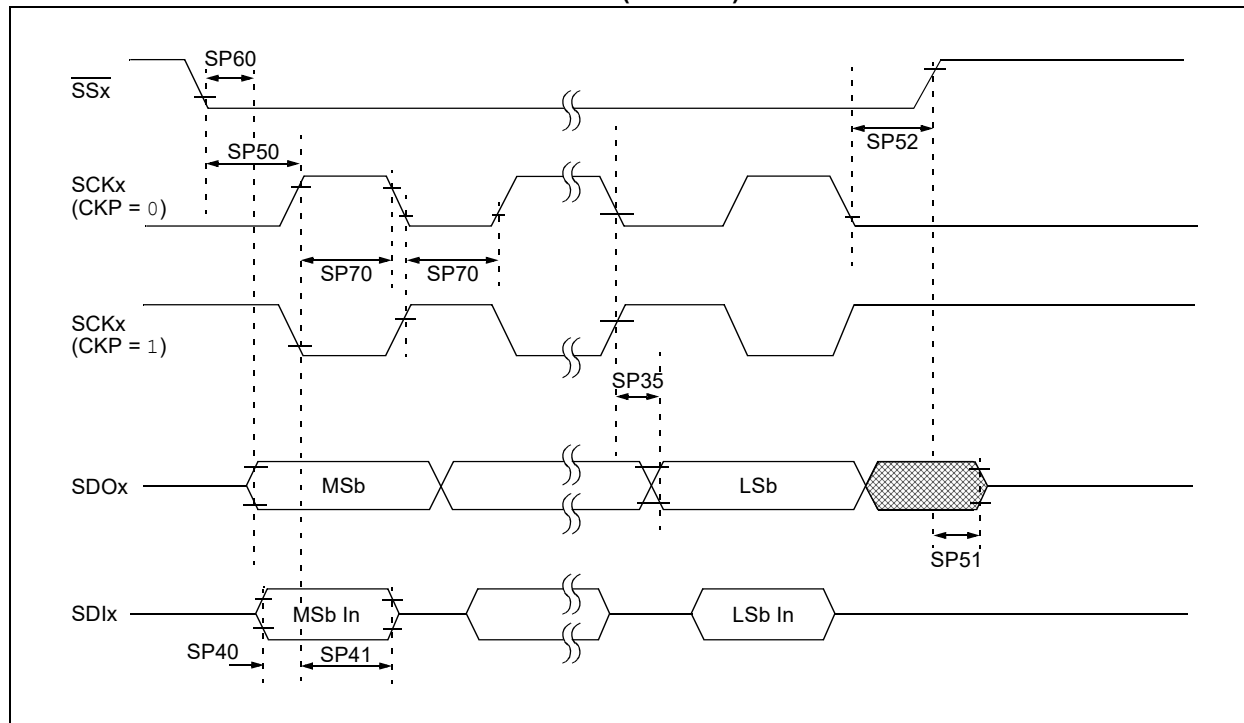 SP60
SSx
SP52
SP50
SCKx
(CKP = 0)
SP70
SP70
SCKx
(CKP = 1)
SP35
SDOx
MSb
LSb
SP51
SDIx
MSb In
LSb In
SP40
SP41